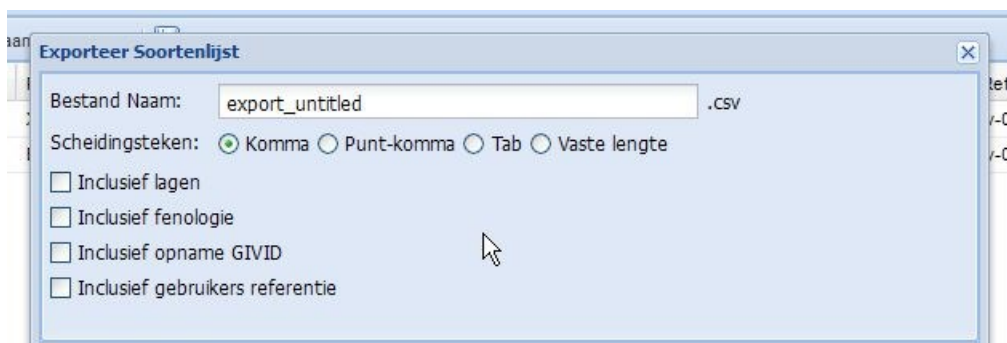 Exporteer Soortenlijst
Bestand Naam: export_untitled .csv
Scheidingsteken: Komma Punt-komma Tab Vaste lengte
Inclusief lagen
Inclusief fenologie
Inclusief opname GIVID
Inclusief gebruikers referentie